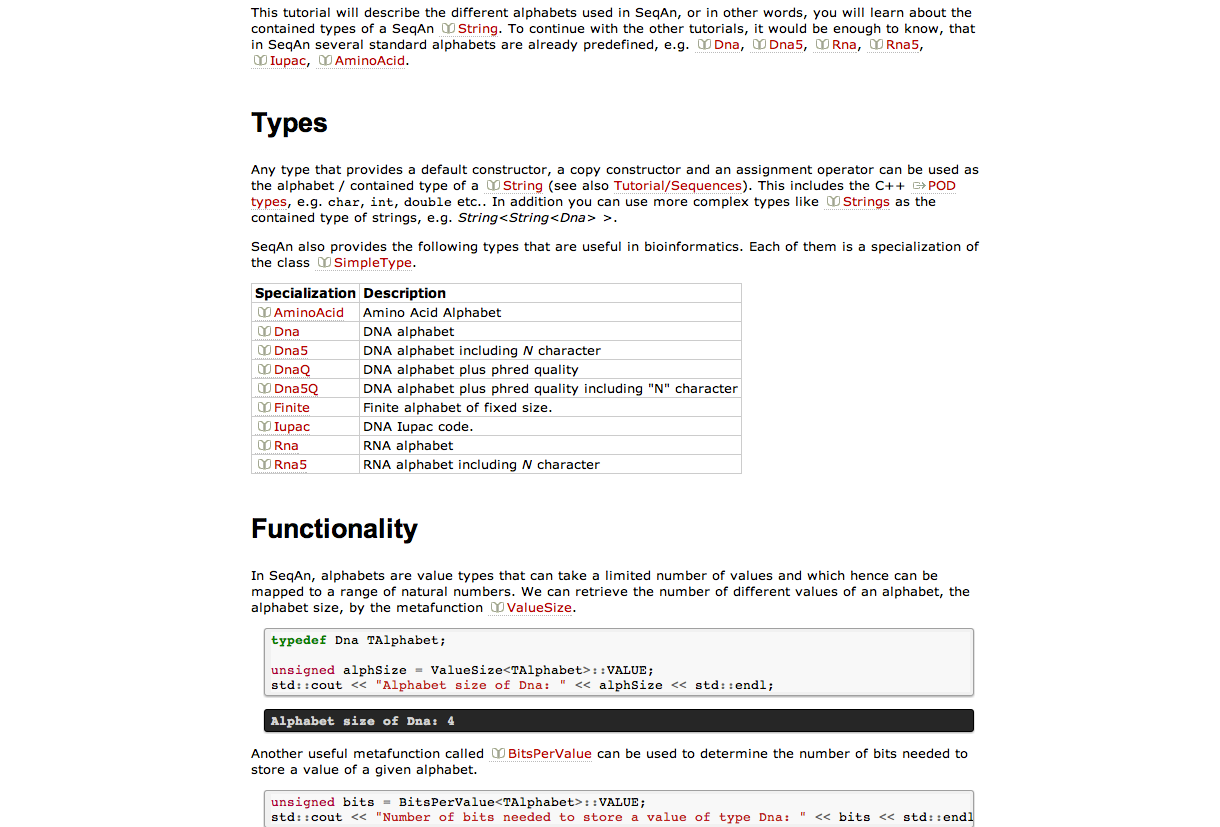 This tutorial will describe the different alphabets used in SeqAn, or in other words, you will learn about the
contained types of a SeqAn String. To continue with the other tutorials, it would be enough to know, that
in SeqAn several standard alphabets are already predefined, e.g. Dna, Dna5, Rna, Rna5,
Iupac, AminoAcid.
Types
Any type that provides a default constructor, a copy constructor and an assignment operator can be used as
the alphabet / contained type of a String (see also Tutorial/Sequences). This includes the C++ POD
types, e.g. char, int, double etc.. In addition you can use more complex types like Strings as the
contained type of strings, e.g. String<String<Dna> >.
SeqAn also provides the following types that are useful in bioinformatics. Each of them is a specialization of
the class SimpleType.
Specialization Description
AminoAcid Amino Acid Alphabet
Dna DNA alphabet
Dna5 DNA alphabet including N character
DnaQ DNA alphabet plus phred quality
Dna5Q DNA alphabet plus phred quality including "N" character
Finite Finite alphabet of fixed size.
Iupac DNA Iupac code.
Rna RNA alphabet
Rna5 RNA alphabet including N character
Functionality
In SeqAn, alphabets are value types that can take a limited number of values and which hence can be
mapped to a range of natural numbers. We can retrieve the number of different values of an alphabet, the
alphabet size, by the metafunction ValueSize.
typedef Dna TAlphabet;
unsigned alphSize = ValueSize<TAlphabet>::VALUE;
std::cout << "Alphabet size of Dna: " << alphSize << std::endl;
Alphabet size of Dna: 4
Another useful metafunction called BitsPerValue can be used to determine the number of bits needed to
store a value of a given alphabet.
unsigned bits = BitsPerValue<TAlphabet>::VALUE;
std::cout << "Number of bits needed to store a value of type Dna: " << bits << std::endl